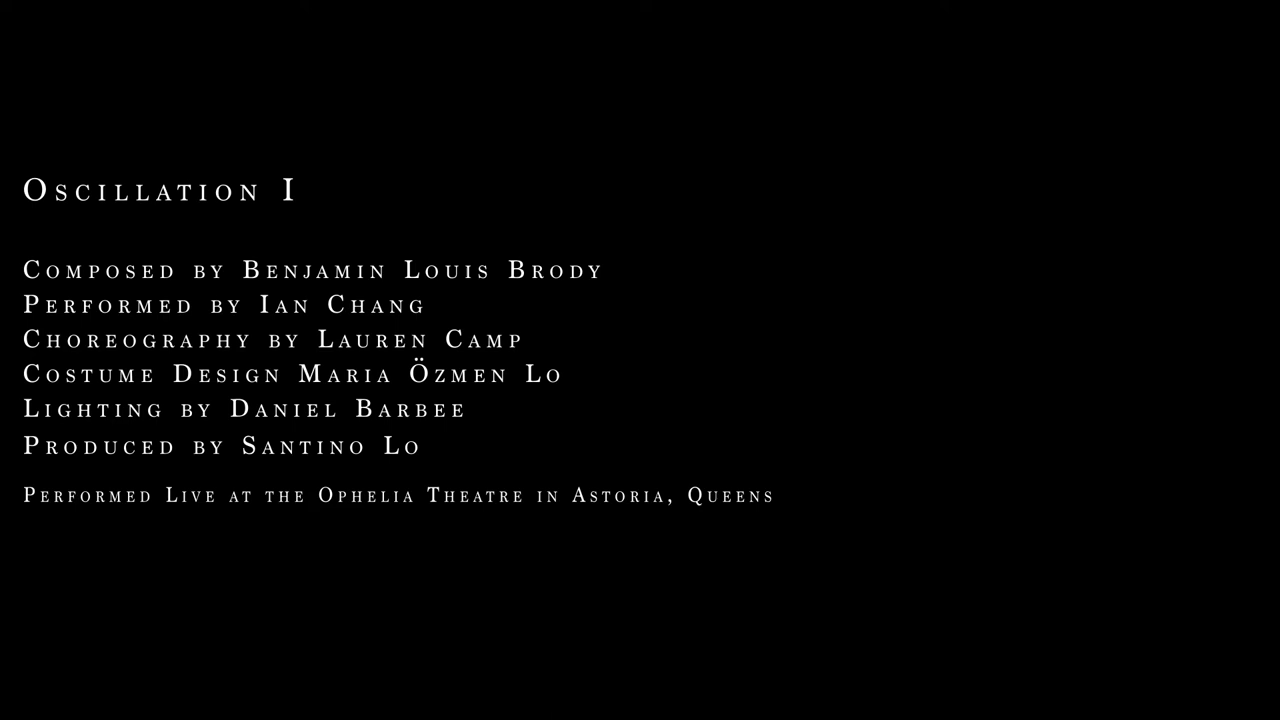 Oscillation I
Composed by Benjamin Louis Brody
Performed by Ian Chang
Choreography by Lauren Camp
Costume Design Maria Özmen Lo
Lighting by Daniel Barbee
Produced by Santino Lo
Performed Live at the Ophelia Theatre in Astoria, Queens